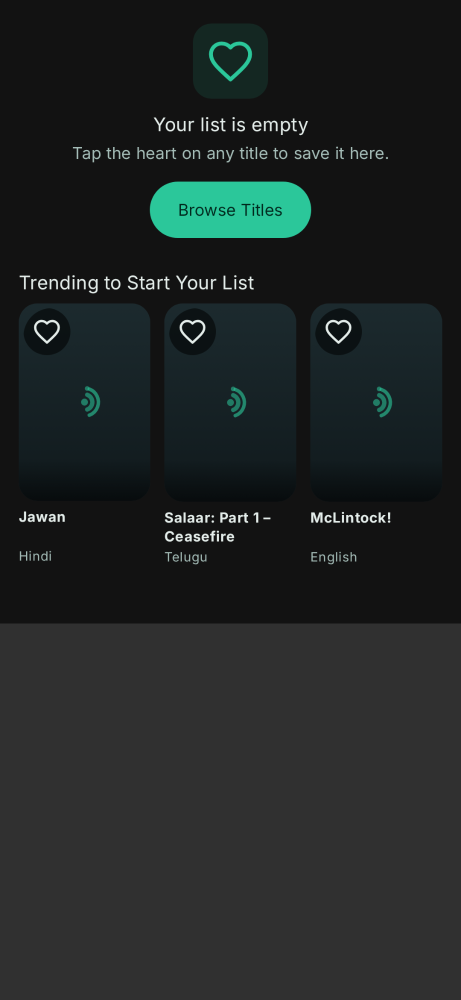 Your list is empty
Tap the heart on any title to save it here.
Browse Titles
Trending to Start Your List
Jawan
Hindi
Salaar: Part 1 –
Ceasefire
Telugu
McLintock!
English